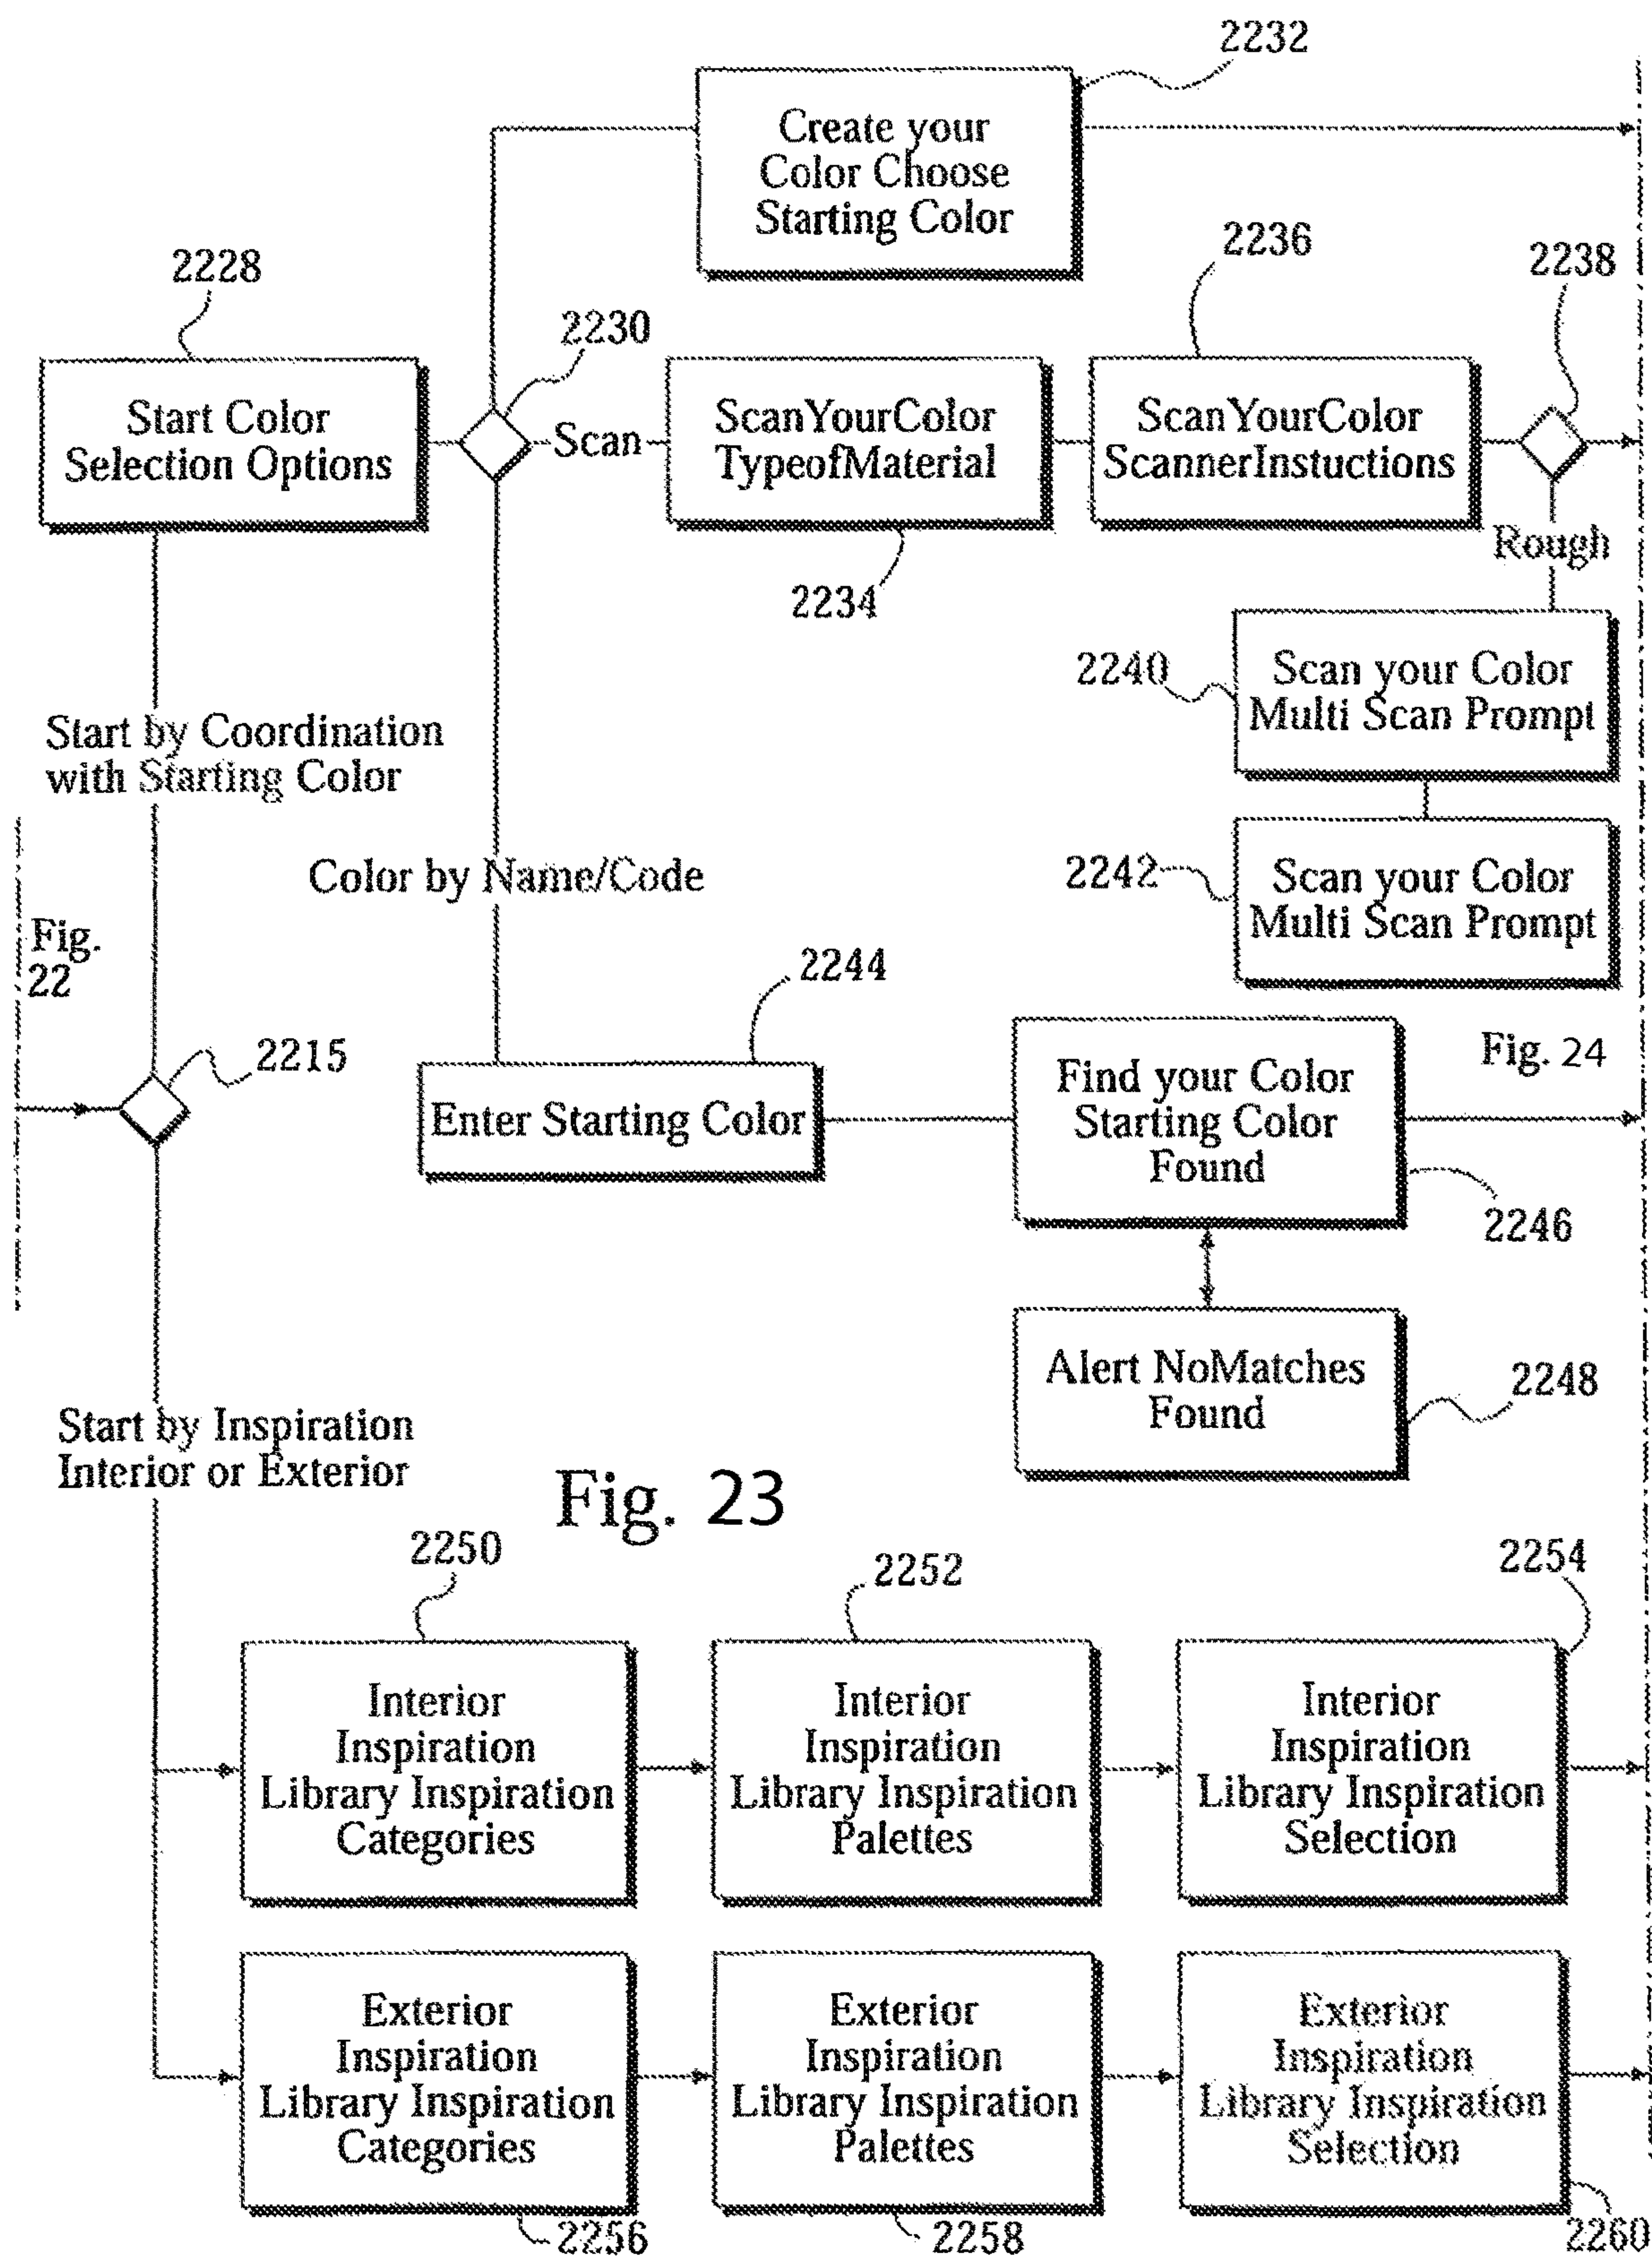 2232
Create your
Color Choose
Starting Color
2228
2230
2236
2238
Start Color
Selection Options
Scan
ScanYourColor
TypeofMaterial
ScanYourColor
ScannerInstuctions
Rough
2234
2240
Scan your Color
Multi Scan Prompt
Start by Coordination
with Starting Color
2242
Scan your Color
Multi Scan Prompt
Color by Name/Code
Fig.
22
2244
2215
Enter Starting Color
Find your Color
Starting Color
Found
Fig. 24
2246
Alert NoMatches
Found
2248
Start by Inspiration
Interior or Exterior
Fig. 23
2250
2252
2254
Interior
Inspiration
Library Inspiration
Categories
Interior
Inspiration
Library Inspiration
Palettes
Interior
Inspiration
Library Inspiration
Selection
Exterior
Inspiration
Library Inspiration
Categories
Exterior
Inspiration
Library Inspiration
Palettes
Exterior
Inspiration
Library Inspiration
Selection
2256
2258
2260